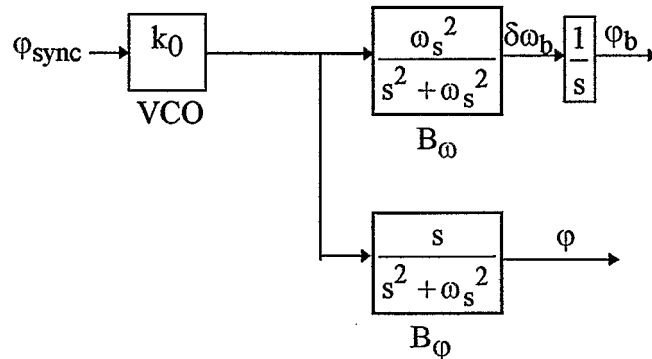 φsync
k₀
VCO
ωs²
s² + ωs²
Bω
δωb
1
s
φb
s
s² + ωs²
Bφ
φ